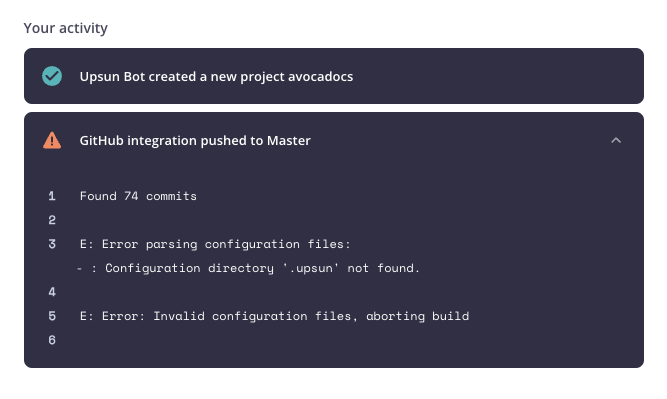 Your activity
Upsun Bot created a new project avocadocs
GitHub integration pushed to Master
1 Found 74 commits
2
3 E: Error parsing configuration files:
- : Configuration directory '.upsun' not found.
4
5 E: Error: Invalid configuration files, aborting build
6